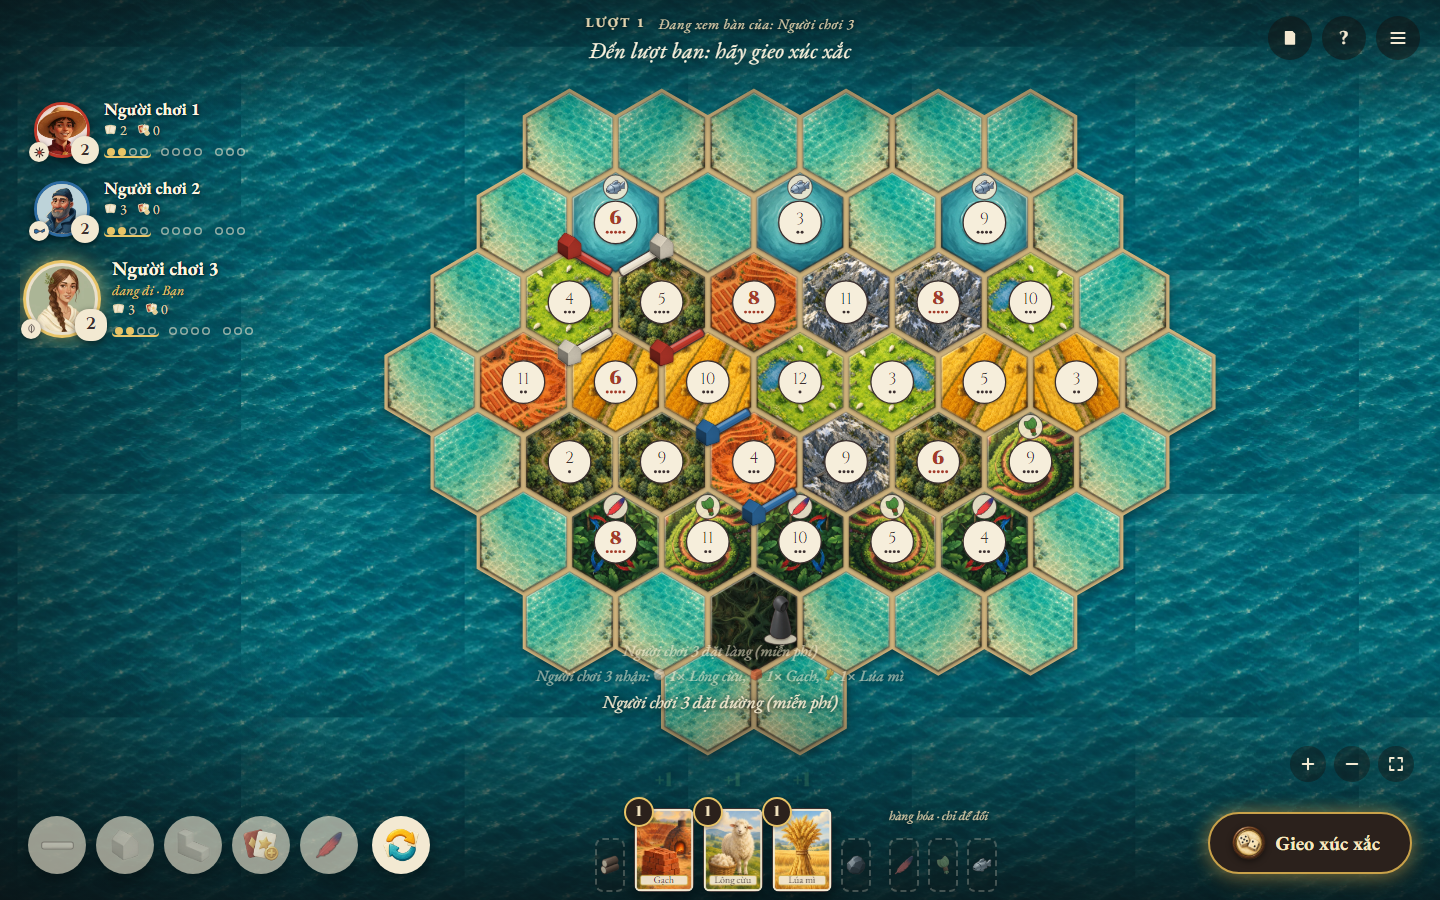 LƯỢT 1 Đang xem bàn của: Người chơi 3
Đến lượt bạn: hãy gieo xúc xắc
?
Người chơi 1
2 0
2
Người chơi 2
3 0
2
Người chơi 3
đang đi · Bạn
3 0
2
6 3 9
4 5 8 11 8 10
11 6 10 12 3 5 3
2 9 4 9 6 9
8 11 10 5 4
Người chơi 3 đặt làng (miễn phí)
Người chơi 3 nhận: 1× Lông cừu, 1× Gạch, 1× Lúa mì
Người chơi 3 đặt đường (miễn phí)
+1 +1 +1
1 1 1
Gạch Lông cừu Lúa mì
hàng hóa · chỉ để đổi
Gieo xúc xắc